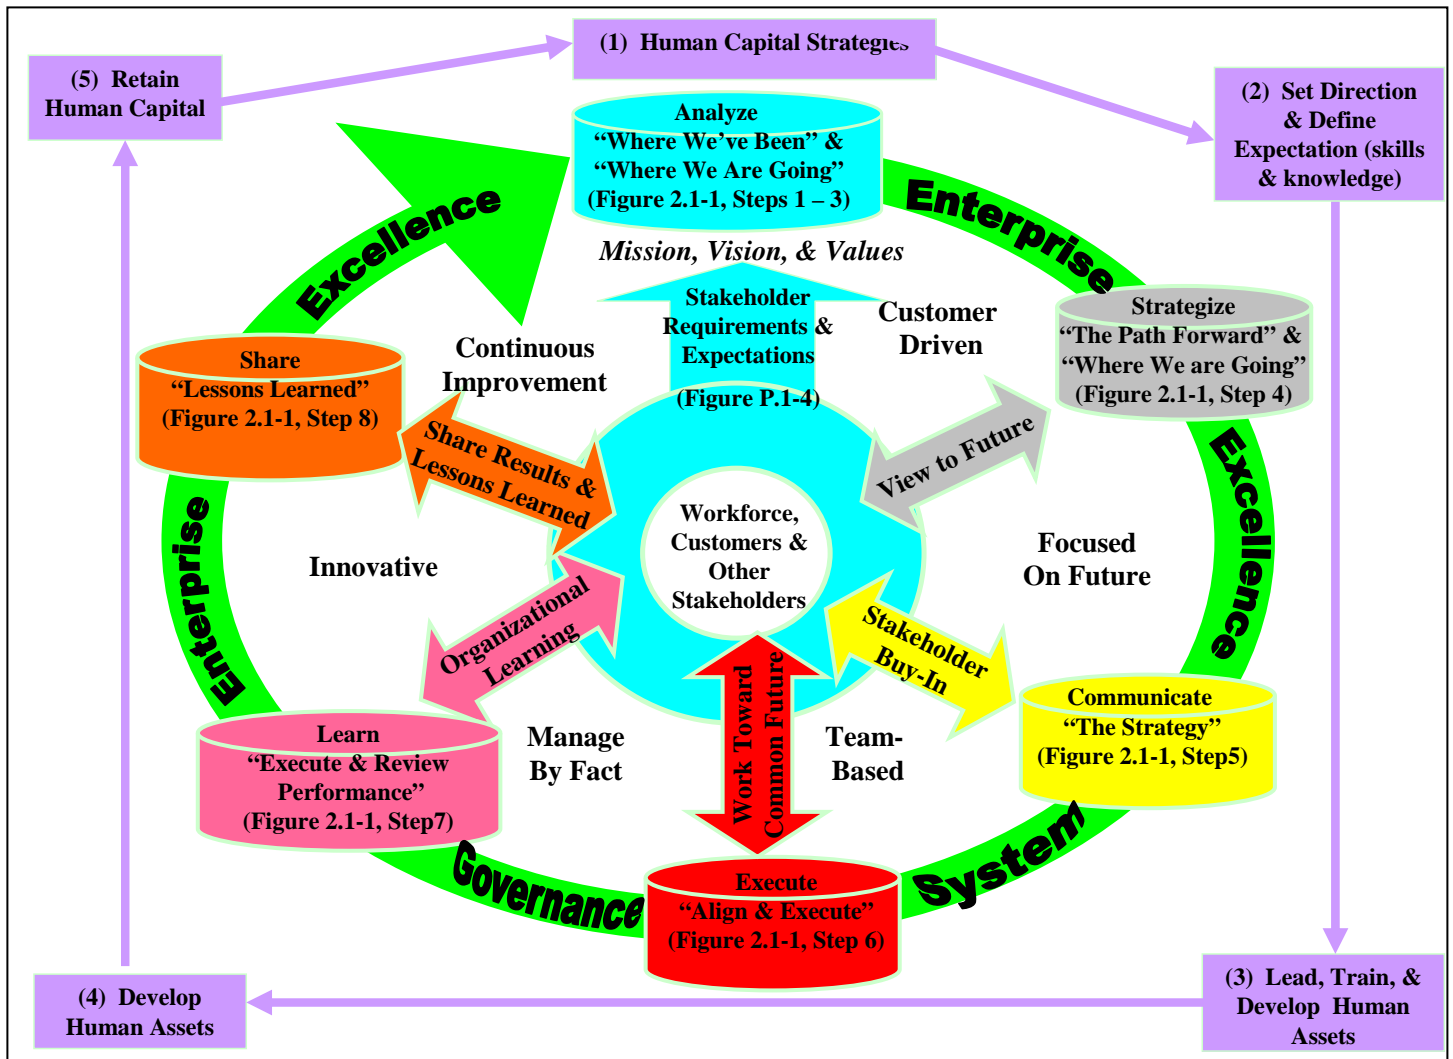 (1)  Human Capital Strategies
(5)  Retain
Human Capital
(2)  Set Direction
& Define
Expectation (skills
& knowledge)
Analyze
“Where We’ve Been” &
“Where We Are Going”
(Figure 2.1-1, Steps 1 – 3)
Mission, Vision, & Values
Excellence
Enterprise
Stakeholder
Requirements &
Expectations
(Figure P.1-4)
Customer
Driven
Continuous
Improvement
Strategize
“The Path Forward” &
“Where We are Going”
(Figure 2.1-1, Step 4)
Share
“Lessons Learned”
(Figure 2.1-1, Step 8)
Share Results &
Lessons Learned
View to Future
Excellence
Enterprise
Workforce,
Customers &
Other
Stakeholders
Innovative
Focused
On Future
Organizational
Learning
Stakeholder
Buy-In
Work Toward
Common Future
Manage
By Fact
Team-
Based
Communicate
“The Strategy”
(Figure 2.1-1, Step5)
Learn
“Execute & Review
Performance”
(Figure 2.1-1, Step7)
Governance
System
Execute
“Align & Execute”
(Figure 2.1-1, Step 6)
(4)  Develop
Human Assets
(3)  Lead, Train, &
Develop  Human
Assets